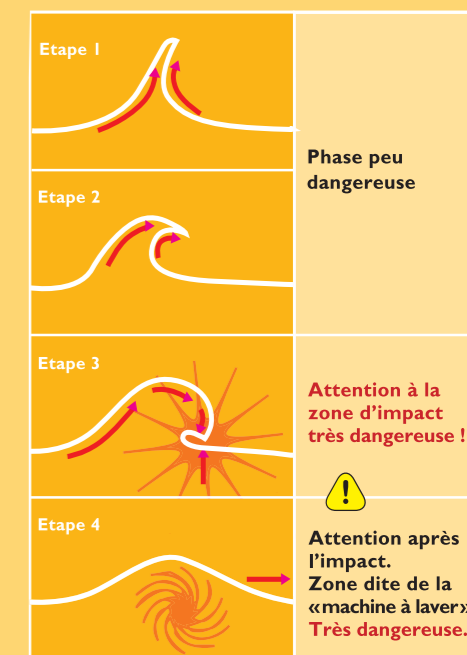 Etape 1
Phase peu
dangereuse
Etape 2
Etape 3
Attention à la
zone d'impact
très dangereuse !
!
Etape 4
Attention après
l'impact.
Zone dite de la
«machine à laver»
Très dangereuse.